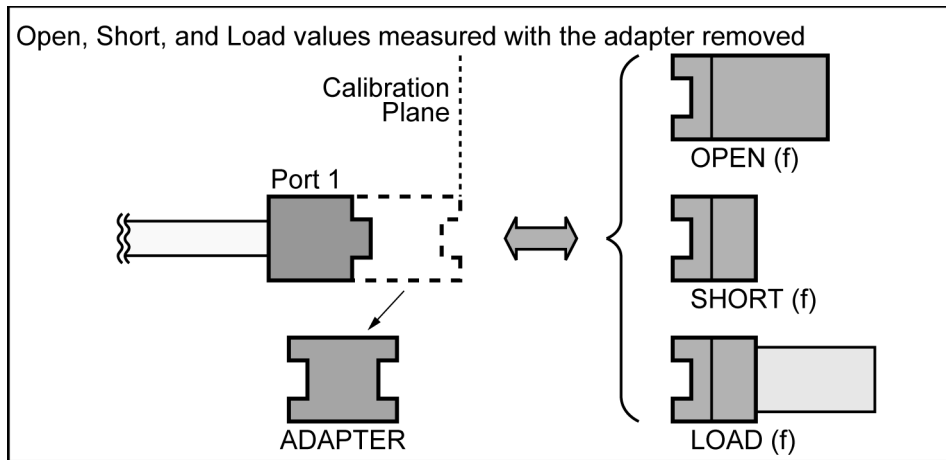 Open, Short, and Load values measured with the adapter removed
Calibration
Plane
Port 1
OPEN (f)
SHORT (f)
ADAPTER
LOAD (f)